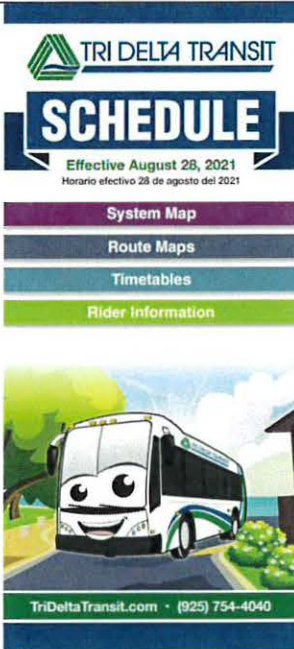 TRI DELTA TRANSIT
SCHEDULE
Effective August 28, 2021
Horario efectivo 28 de agosto del 2021
System Map
Route Maps
Timetables
Rider Information
TriDeltaTransit.com • (925) 754-4040